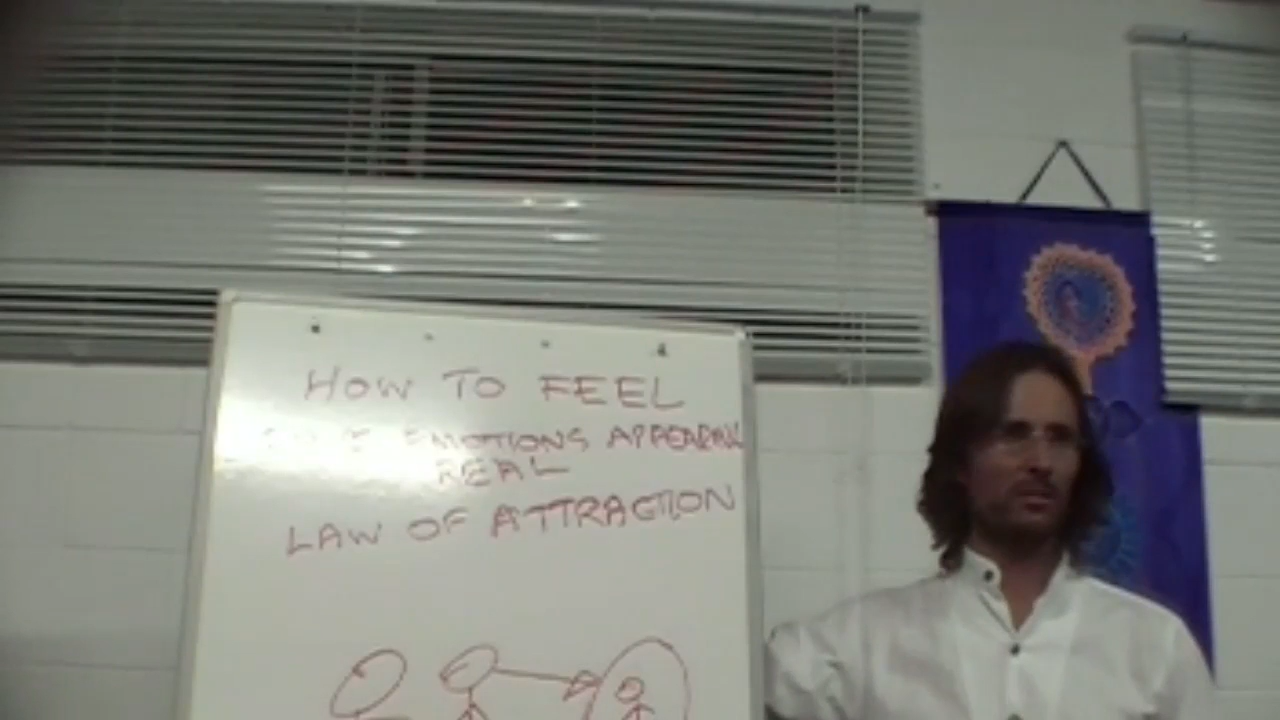 HOW TO FEEL
EMOTIONS APPEARING
REAL
LAW OF ATTRACTION